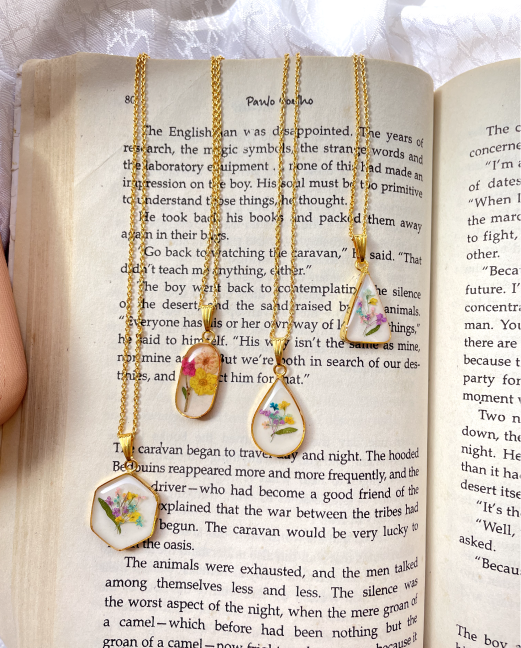 80
The English an was disappointed. The years of
research, the magic symbols, the strange words and
the laboratory equipment . none of this had made an
impression on the boy. His soul must be too primitive
to understand those things, he thought.
He took back his books and packed them away
again in their bags.
"Go back to watching the caravan," he said. "That
didn't teach me anything, either."
The boy went back to contemplating the silence
of the desert, and the sand raised by animals.
"Everyone has his or her own way of things,"
he said to himself. "His way isn't the same as mine,
nor mine a But we're both in search of our des-
tinies, and ct him for that."
The caravan began to travel day and night. The hooded
Bedouins reappeared more and more frequently, and the
driver—who had become a good friend of the
explained that the war between the tribes had
begun. The caravan would be very lucky to
the oasis.
The animals were exhausted, and the men talked
among themselves less and less. The silence was
the worst aspect of the night, when the mere groan of
a camel—which before had been nothing but the
groan of a camel—now because it
The c
concerne
"I'm a
of dates
"When I
the marc
to fight,
other.
"Beca
future. I'
concentra
man. You
there are
because t
party for
moment w
Two n
down, the
night. He
than it ha
desert itse
"It's th
"Well,
asked.
"Becau
The boy